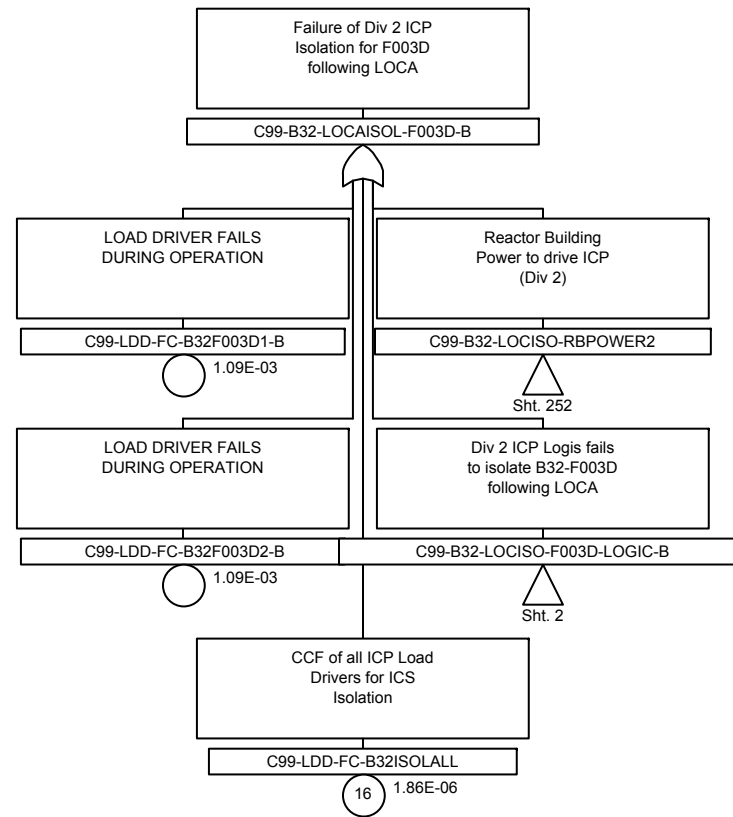 Failure of Div 2 ICP
Isolation for F003D
following LOCA
C99-B32-LOCAISOL-F003D-B
LOAD DRIVER FAILS
DURING OPERATION
C99-LDD-FC-B32F003D1-B
1.09E-03
Reactor Building
Power to drive ICP
(Div 2)
C99-B32-LOCISO-RBPOWER2
Sht. 252
LOAD DRIVER FAILS
DURING OPERATION
C99-LDD-FC-B32F003D2-B
1.09E-03
Div 2 ICP Logis fails
to isolate B32-F003D
following LOCA
C99-B32-LOCISO-F003D-LOGIC-B
Sht. 2
CCF of all ICP Load
Drivers for ICS
Isolation
C99-LDD-FC-B32ISOLALL
16 1.86E-06